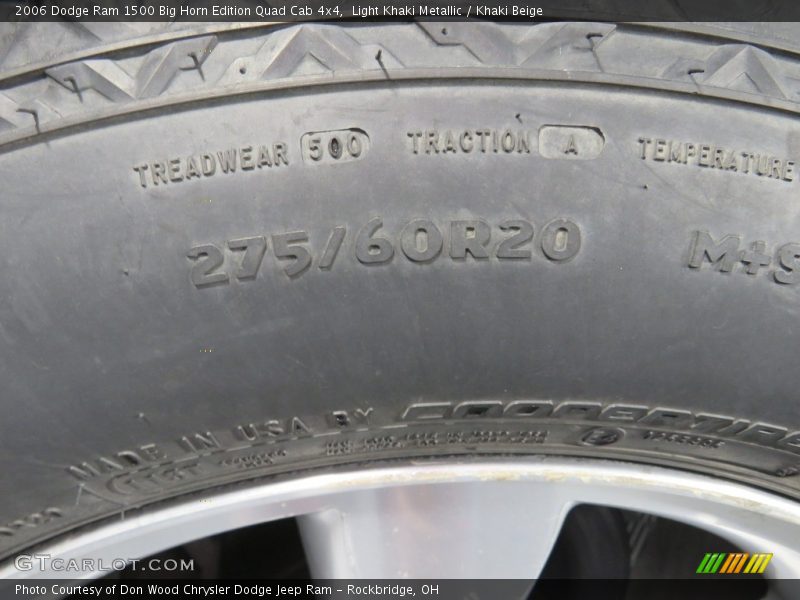 2006 Dodge Ram 1500 Big Horn Edition Quad Cab 4x4, Light Khaki Metallic / Khaki Beige
TREADWEAR 500 TRACTION A TEMPERATURE
275/60R20 M+S
MADE IN USA BY COOPERTIRE
GTCARLOT.COM
Photo Courtesy of Don Wood Chrysler Dodge Jeep Ram – Rockbridge, OH